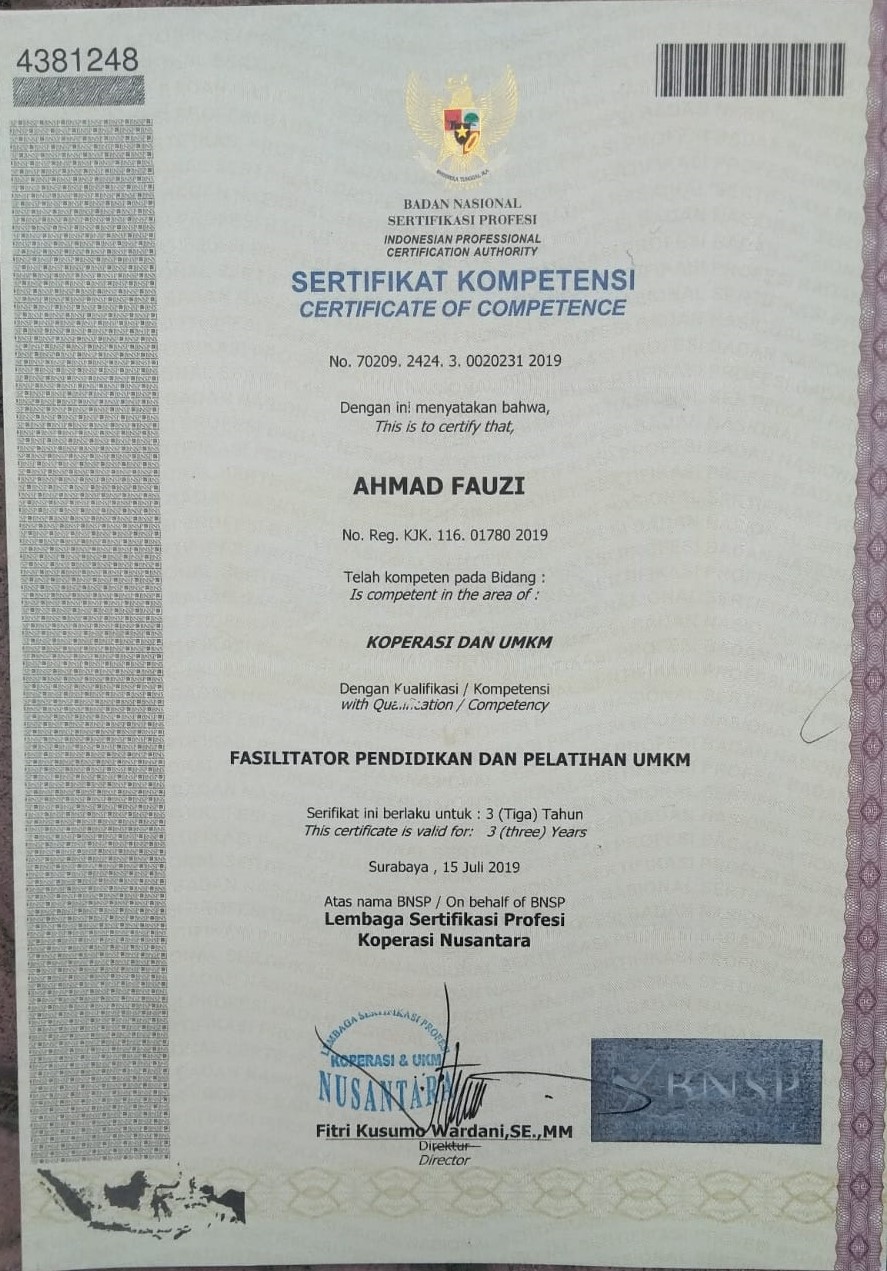 4381248
BADAN NASIONAL
SERTIFIKASI PROFESI
INDONESIAN PROFESSIONAL
CERTIFICATION AUTHORITY
SERTIFIKAT KOMPETENSI
CERTIFICATE OF COMPETENCE
No. 70209. 2424. 3. 0020231 2019
Dengan ini menyatakan bahwa,
This is to certify that,
AHMAD FAUZI
No. Reg. KJK. 116. 01780 2019
Telah kompeten pada Bidang :
Is competent in the area of :
KOPERASI DAN UMKM
Dengan Kualifikasi / Kompetensi
with Qualification / Competency
FASILITATOR PENDIDIKAN DAN PELATIHAN UMKM
Serifikat ini berlaku untuk : 3 (Tiga) Tahun
This certificate is valid for: 3 (three) Years
Surabaya , 15 Juli 2019
Atas nama BNSP / On behalf of BNSP
Lembaga Sertifikasi Profesi
Koperasi Nusantara
LEMBAGA SERTIFIKASI PROFESI
KOPERASI & UKM
NUSANTARA
BNSP
Fitri Kusumo Wardani,SE.,MM
Direktur
Director